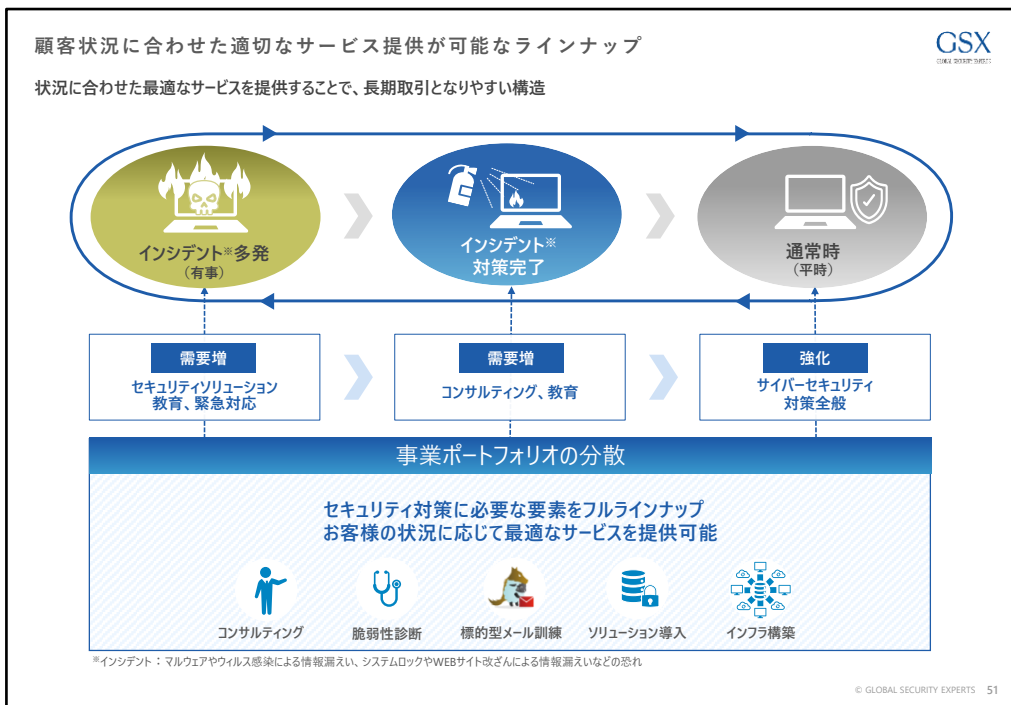 顧客状況に合わせた適切なサービス提供が可能なラインナップ
GSX
GLOBAL SECURITY EXPERTS
状況に合わせた最適なサービスを提供することで、長期取引となりやすい構造
インシデント※多発
(有事)
インシデント※
対策完了
通常時
(平時)
需要増
セキュリティソリューション
教育、緊急対応
需要増
コンサルティング、教育
強化
サイバーセキュリティ
対策全般
事業ポートフォリオの分散
セキュリティ対策に必要な要素をフルラインナップ
お客様の状況に応じて最適なサービスを提供可能
コンサルティング
脆弱性診断
標的型メール訓練
ソリューション導入
インフラ構築
※インシデント：マルウェアやウィルス感染による情報漏えい、システムロックやWEBサイト改ざんによる情報漏えいなどの恐れ
© GLOBAL SECURITY EXPERTS 51